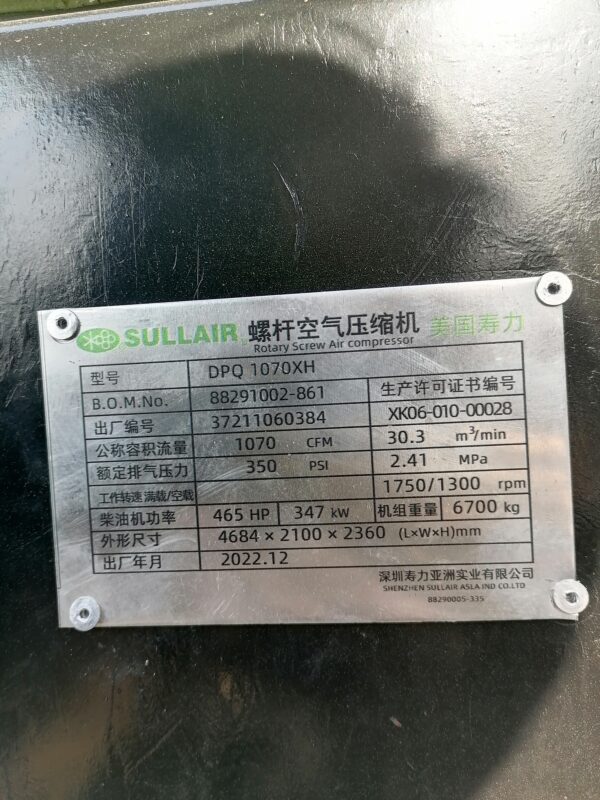 SULLAIR 螺杆空气压缩机 美国寿力
Rotary Screw Air compressor
型号 DPQ 1070XH
B.O.M.No. 88291002-861 生产许可证书编号
出厂编号 37211060384 XK06-010-00028
公称容积流量 1070 CFM 30.3 m³/min
额定排气压力 350 PSI 2.41 MPa
工作转速 满载/空载 1750/1300 rpm
柴油机功率 465 HP 347 kW 机组重量 6700 kg
外形尺寸 4684 × 2100 × 2360 (L×W×H)mm
出厂年月 2022.12
深圳寿力亚洲实业有限公司
SHENZHEN SULLAIR ASLA IND CO.LTD
88290005-335